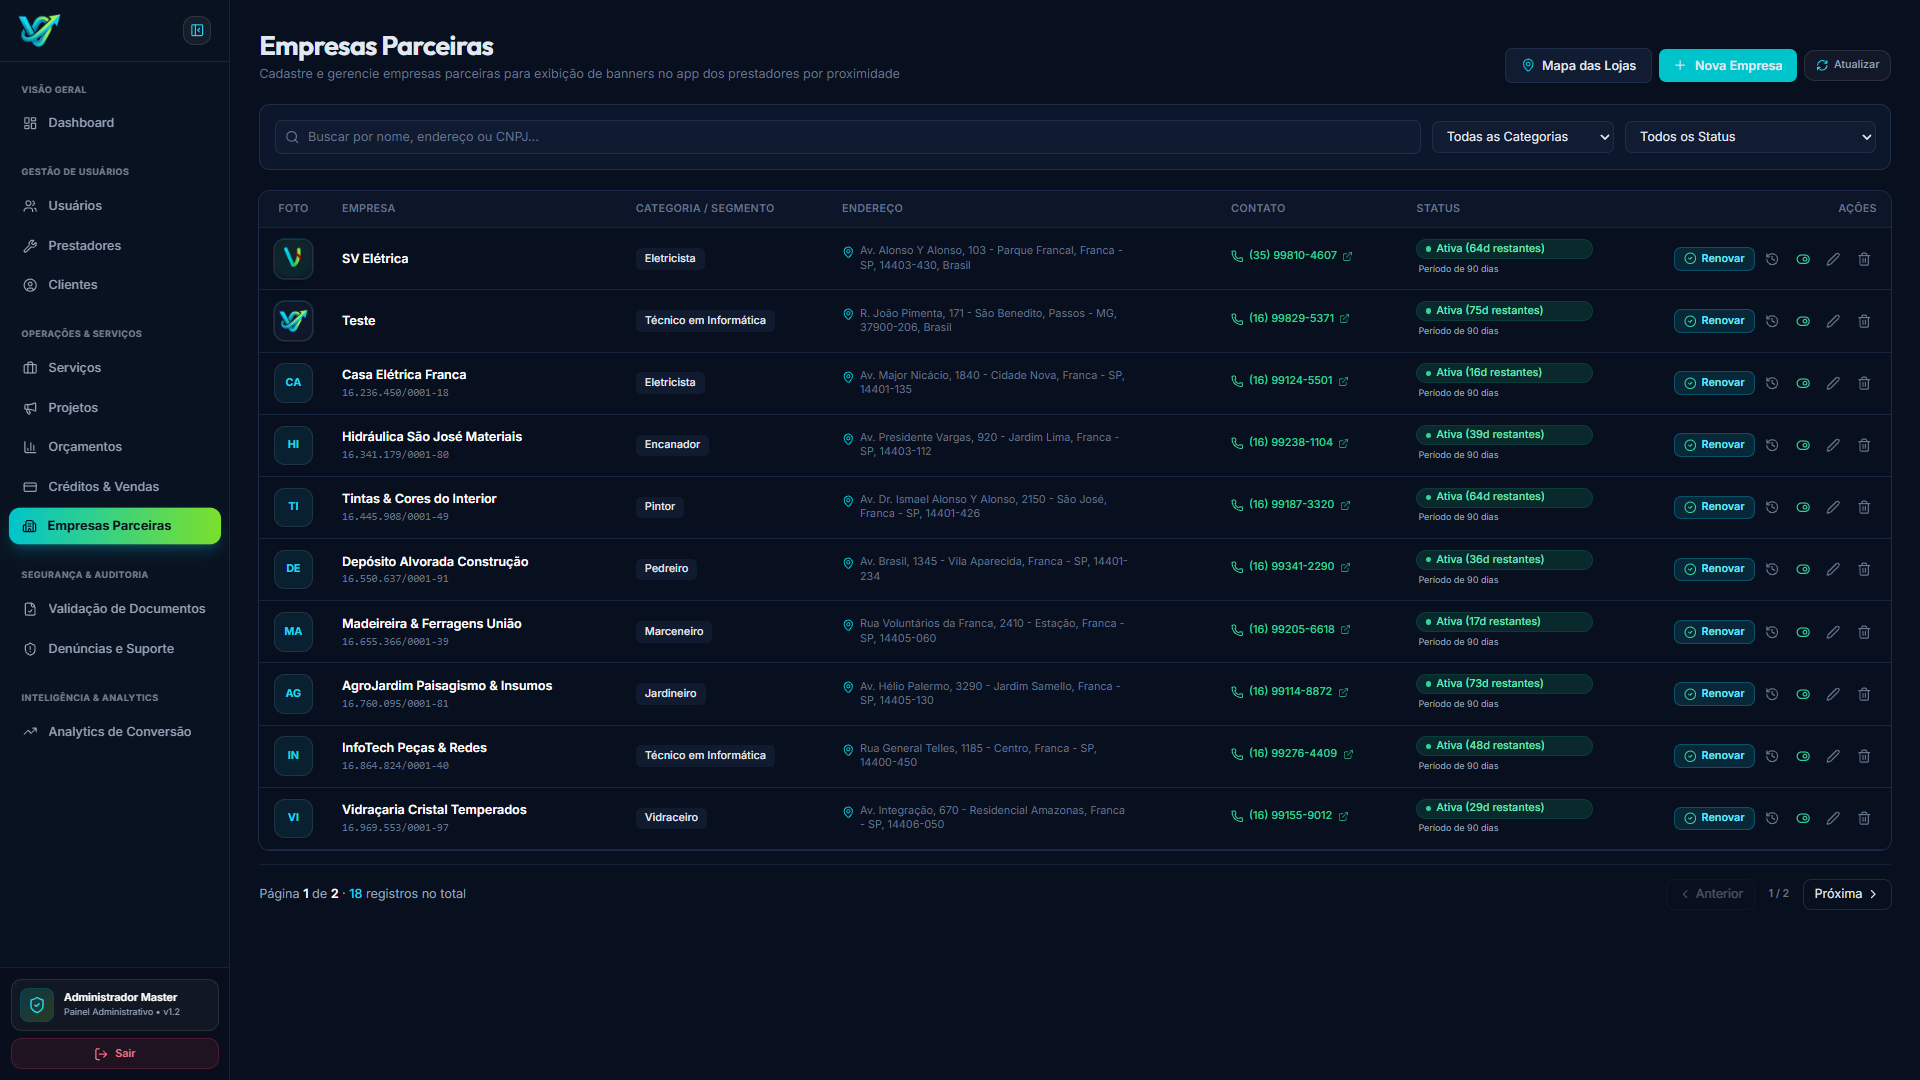 VISÃO GERAL
Dashboard
GESTÃO DE USUÁRIOS
Usuários
Prestadores
Clientes
OPERAÇÕES & SERVIÇOS
Serviços
Projetos
Orçamentos
Créditos & Vendas
Empresas Parceiras
SEGURANÇA & AUDITORIA
Validação de Documentos
Denúncias e Suporte
INTELIGÊNCIA & ANALYTICS
Analytics de Conversão
Administrador Master
Painel Administrativo • v1.2
Sair
Empresas Parceiras
Cadastre e gerencie empresas parceiras para exibição de banners no app dos prestadores por proximidade
Mapa das Lojas
Nova Empresa
Atualizar
Buscar por nome, endereço ou CNPJ...
Todas as Categorias
Todos os Status
FOTO EMPRESA CATEGORIA / SEGMENTO ENDEREÇO CONTATO STATUS AÇÕES
SV Elétrica
Eletricista
Av. Alonso Y Alonso, 103 - Parque Francal, Franca -
SP, 14403-430, Brasil
(35) 99810-4607
Ativa (64d restantes)
Período de 90 dias
Renovar
Teste
Técnico em Informática
R. João Pimenta, 171 - São Benedito, Passos - MG,
37900-206, Brasil
(16) 99829-5371
Ativa (75d restantes)
Período de 90 dias
Renovar
CA
Casa Elétrica Franca
16.236.450/0001-18
Eletricista
Av. Major Nicácio, 1840 - Cidade Nova, Franca - SP,
14401-135
(16) 99124-5501
Ativa (16d restantes)
Período de 90 dias
Renovar
HI
Hidráulica São José Materiais
16.341.179/0001-80
Encanador
Av. Presidente Vargas, 920 - Jardim Lima, Franca -
SP, 14403-112
(16) 99238-1104
Ativa (39d restantes)
Período de 90 dias
Renovar
TI
Tintas & Cores do Interior
16.445.908/0001-49
Pintor
Av. Dr. Ismael Alonso Y Alonso, 2150 - São José,
Franca - SP, 14401-426
(16) 99187-3320
Ativa (64d restantes)
Período de 90 dias
Renovar
DE
Depósito Alvorada Construção
16.550.637/0001-91
Pedreiro
Av. Brasil, 1345 - Vila Aparecida, Franca - SP, 14401-
234
(16) 99341-2290
Ativa (36d restantes)
Período de 90 dias
Renovar
MA
Madeireira & Ferragens União
16.655.366/0001-39
Marceneiro
Rua Voluntários da Franca, 2410 - Estação, Franca -
SP, 14405-060
(16) 99205-6618
Ativa (17d restantes)
Período de 90 dias
Renovar
AG
AgroJardim Paisagismo & Insumos
16.760.095/0001-81
Jardineiro
Av. Hélio Palermo, 3290 - Jardim Samello, Franca -
SP, 14405-130
(16) 99114-8872
Ativa (73d restantes)
Período de 90 dias
Renovar
IN
InfoTech Peças & Redes
16.864.824/0001-40
Técnico em Informática
Rua General Telles, 1185 - Centro, Franca - SP,
14400-450
(16) 99276-4409
Ativa (48d restantes)
Período de 90 dias
Renovar
VI
Vidraçaria Cristal Temperados
16.969.553/0001-97
Vidraceiro
Av. Integração, 670 - Residencial Amazonas, Franca
- SP, 14406-050
(16) 99155-9012
Ativa (29d restantes)
Período de 90 dias
Renovar
Página 1 de 2 · 18 registros no total
Anterior
1 / 2
Próxima